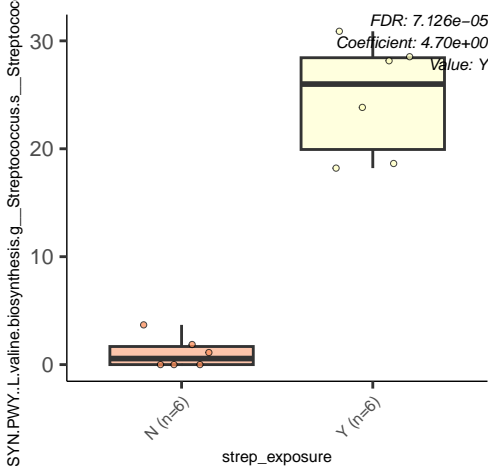 FDR: 7.126e-05
Coefficient: 4.70e+00
Value: Y
SYN.PWY..L.valine.biosynthesis.g__Streptococcus.s__Streptococ
30
20
10
0
N (n=6)
Y (n=6)
strep_exposure